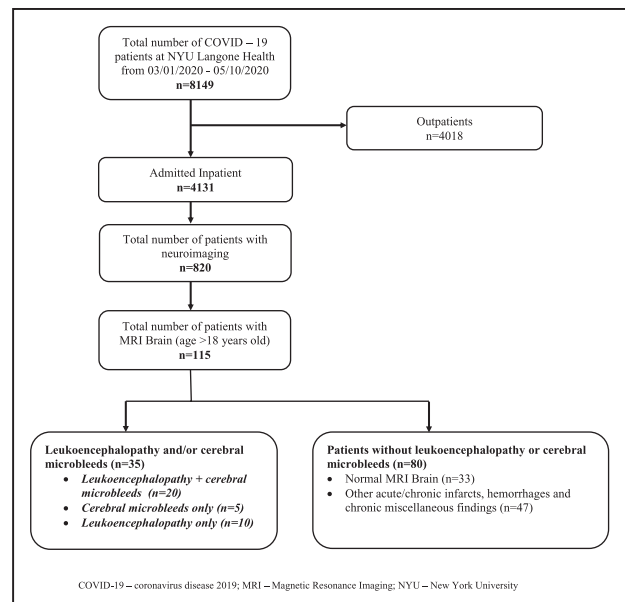 Total number of COVID – 19
patients at NYU Langone Health
from 03/01/2020 - 05/10/2020
n=8149
Outpatients
n=4018
Admitted Inpatient
n=4131
Total number of patients with
neuroimaging
n=820
Total number of patients with
MRI Brain (age >18 years old)
n=115
Leukoencephalopathy and/or cerebral
microbleeds (n=35)
• Leukoencephalopathy + cerebral
microbleeds (n=20)
• Cerebral microbleeds only (n=5)
• Leukoencephalopathy only (n=10)
Patients without leukoencephalopathy or cerebral
microbleeds (n=80)
• Normal MRI Brain (n=33)
• Other acute/chronic infarcts, hemorrhages and
chronic miscellaneous findings (n=47)
COVID-19 – coronavirus disease 2019; MRI – Magnetic Resonance Imaging; NYU – New York University